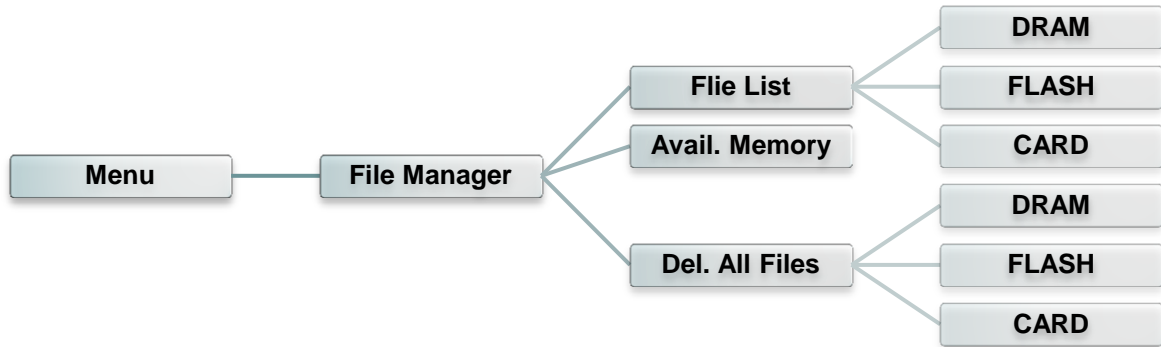 Menu
File Manager
Flie List
DRAM
FLASH
CARD
Avail. Memory
Del. All Files
DRAM
FLASH
CARD